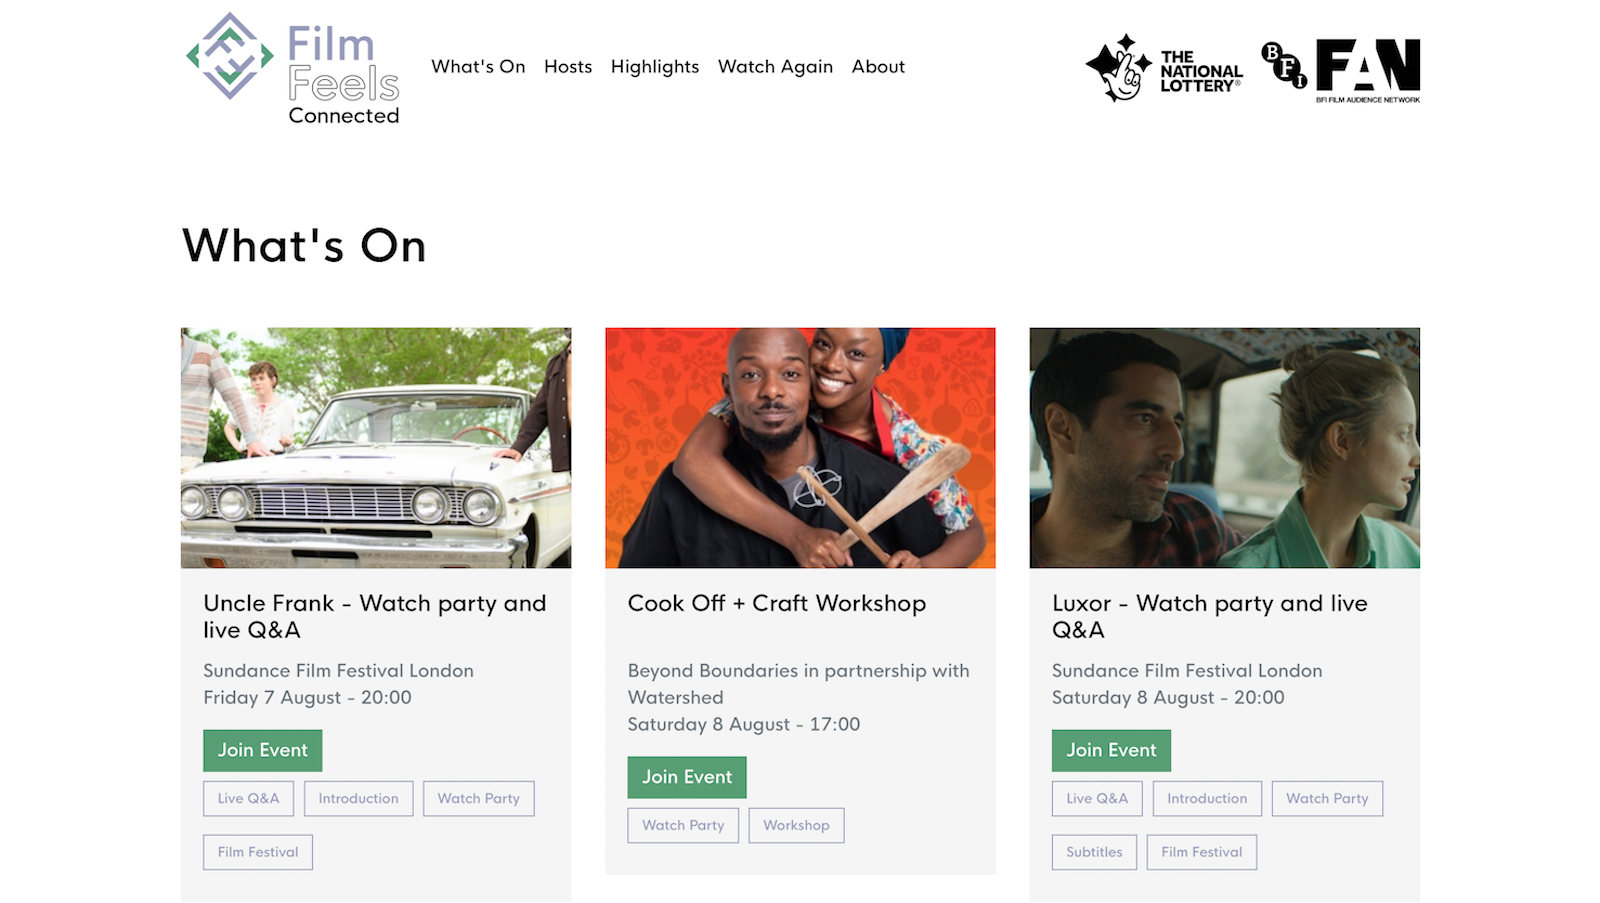 Film
Feels
Connected
What's On
Hosts
Highlights
Watch Again
About
THE
NATIONAL
LOTTERY®
BFI
FAN
BFI FILM AUDIENCE NETWORK
What's On
Uncle Frank - Watch party and
live Q&A
Sundance Film Festival London
Friday 7 August - 20:00
Join Event
Live Q&A
Introduction
Watch Party
Film Festival
Cook Off + Craft Workshop
Beyond Boundaries in partnership with
Watershed
Saturday 8 August - 17:00
Join Event
Watch Party
Workshop
Luxor - Watch party and live
Q&A
Sundance Film Festival London
Saturday 8 August - 20:00
Join Event
Live Q&A
Introduction
Watch Party
Subtitles
Film Festival